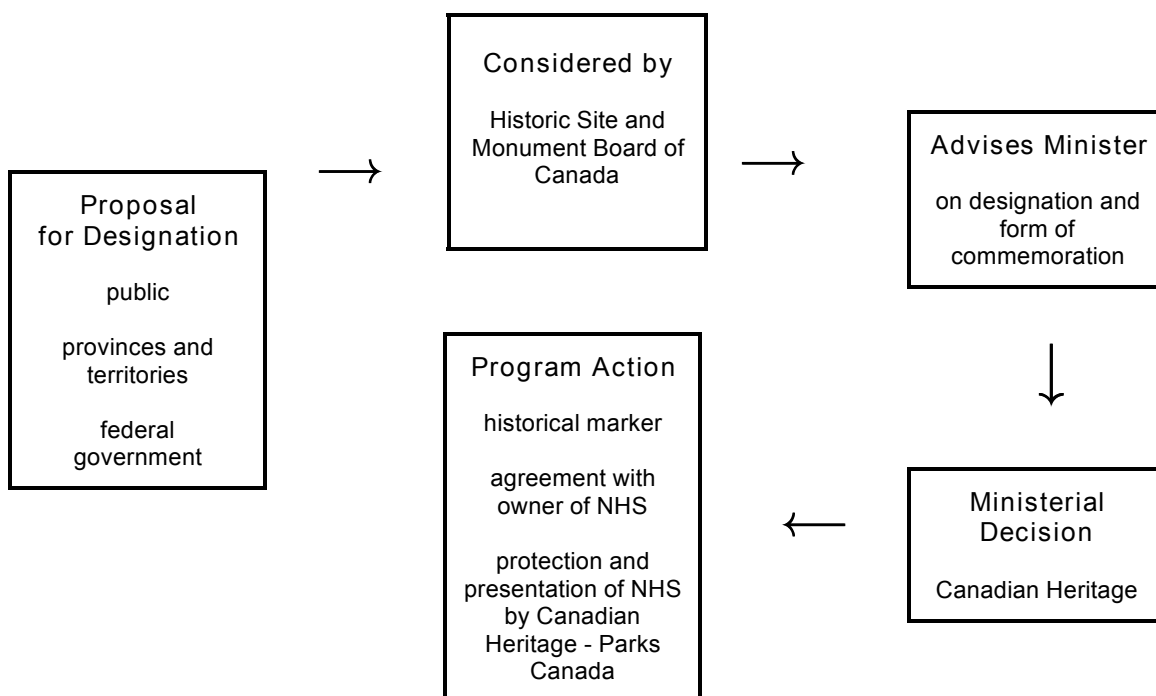 Proposal
for Designation
public
provinces and
territories
federal
government
Considered by
Historic Site and
Monument Board of
Canada
Advises Minister
on designation and
form of
commemoration
Ministerial
Decision
Canadian Heritage
Program Action
historical marker
agreement with
owner of NHS
protection and
presentation of NHS
by Canadian
Heritage - Parks
Canada